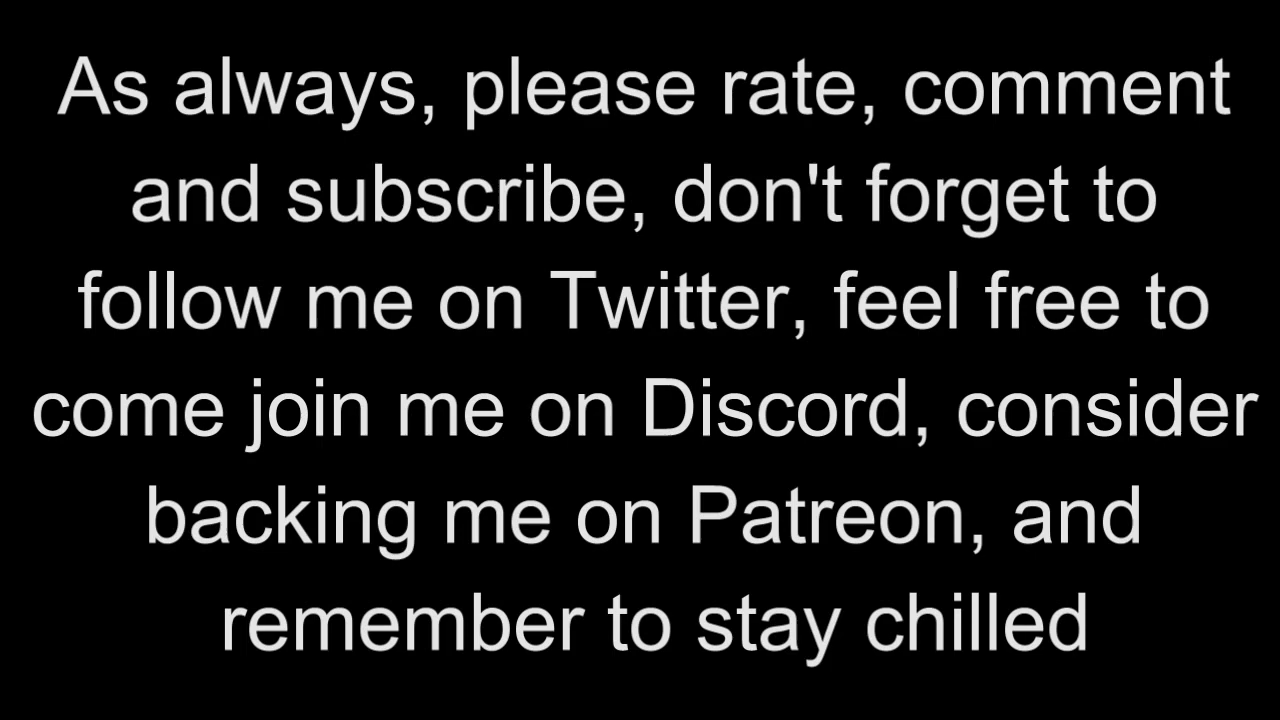 As always, please rate, comment
and subscribe, don't forget to
follow me on Twitter, feel free to
come join me on Discord, consider
backing me on Patreon, and
remember to stay chilled